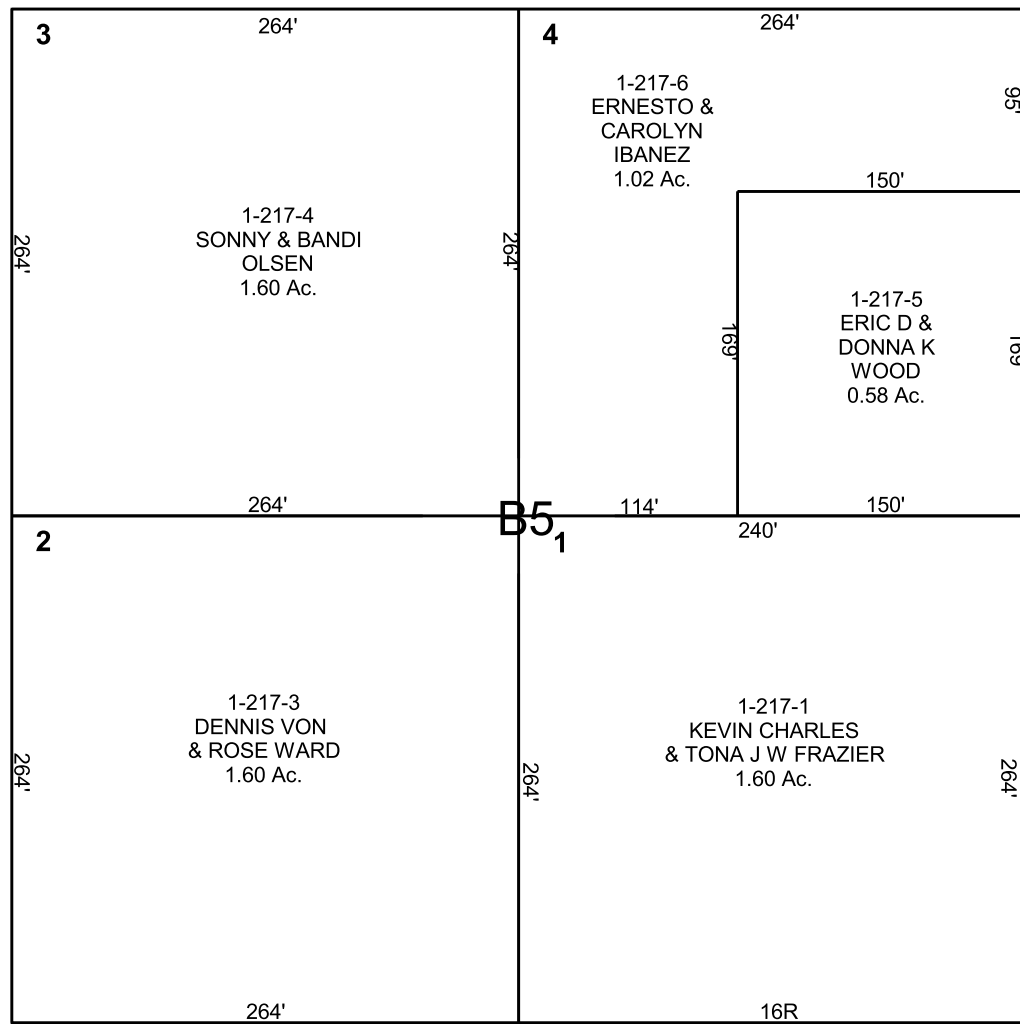 3
264'
4
264'
1-217-6
ERNESTO &
CAROLYN
IBANEZ
1.02 Ac.
95'
150'
1-217-4
SONNY & BANDI
OLSEN
1.60 Ac.
264'
264'
1-217-5
ERIC D &
DONNA K
WOOD
0.58 Ac.
169'
169'
264'
114'
150'
B5
2
1
240'
1-217-3
DENNIS VON
& ROSE WARD
1.60 Ac.
1-217-1
KEVIN CHARLES
& TONA J W FRAZIER
1.60 Ac.
264'
264'
264'
264'
16R